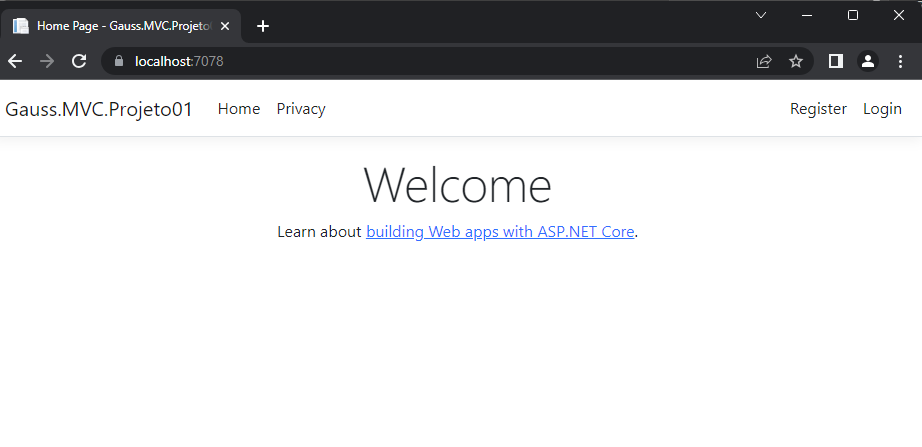 Home Page - Gauss.MVC.Projeto
localhost:7078
Gauss.MVC.Projeto01 Home Privacy Register Login
Welcome
Learn about building Web apps with ASP.NET Core.